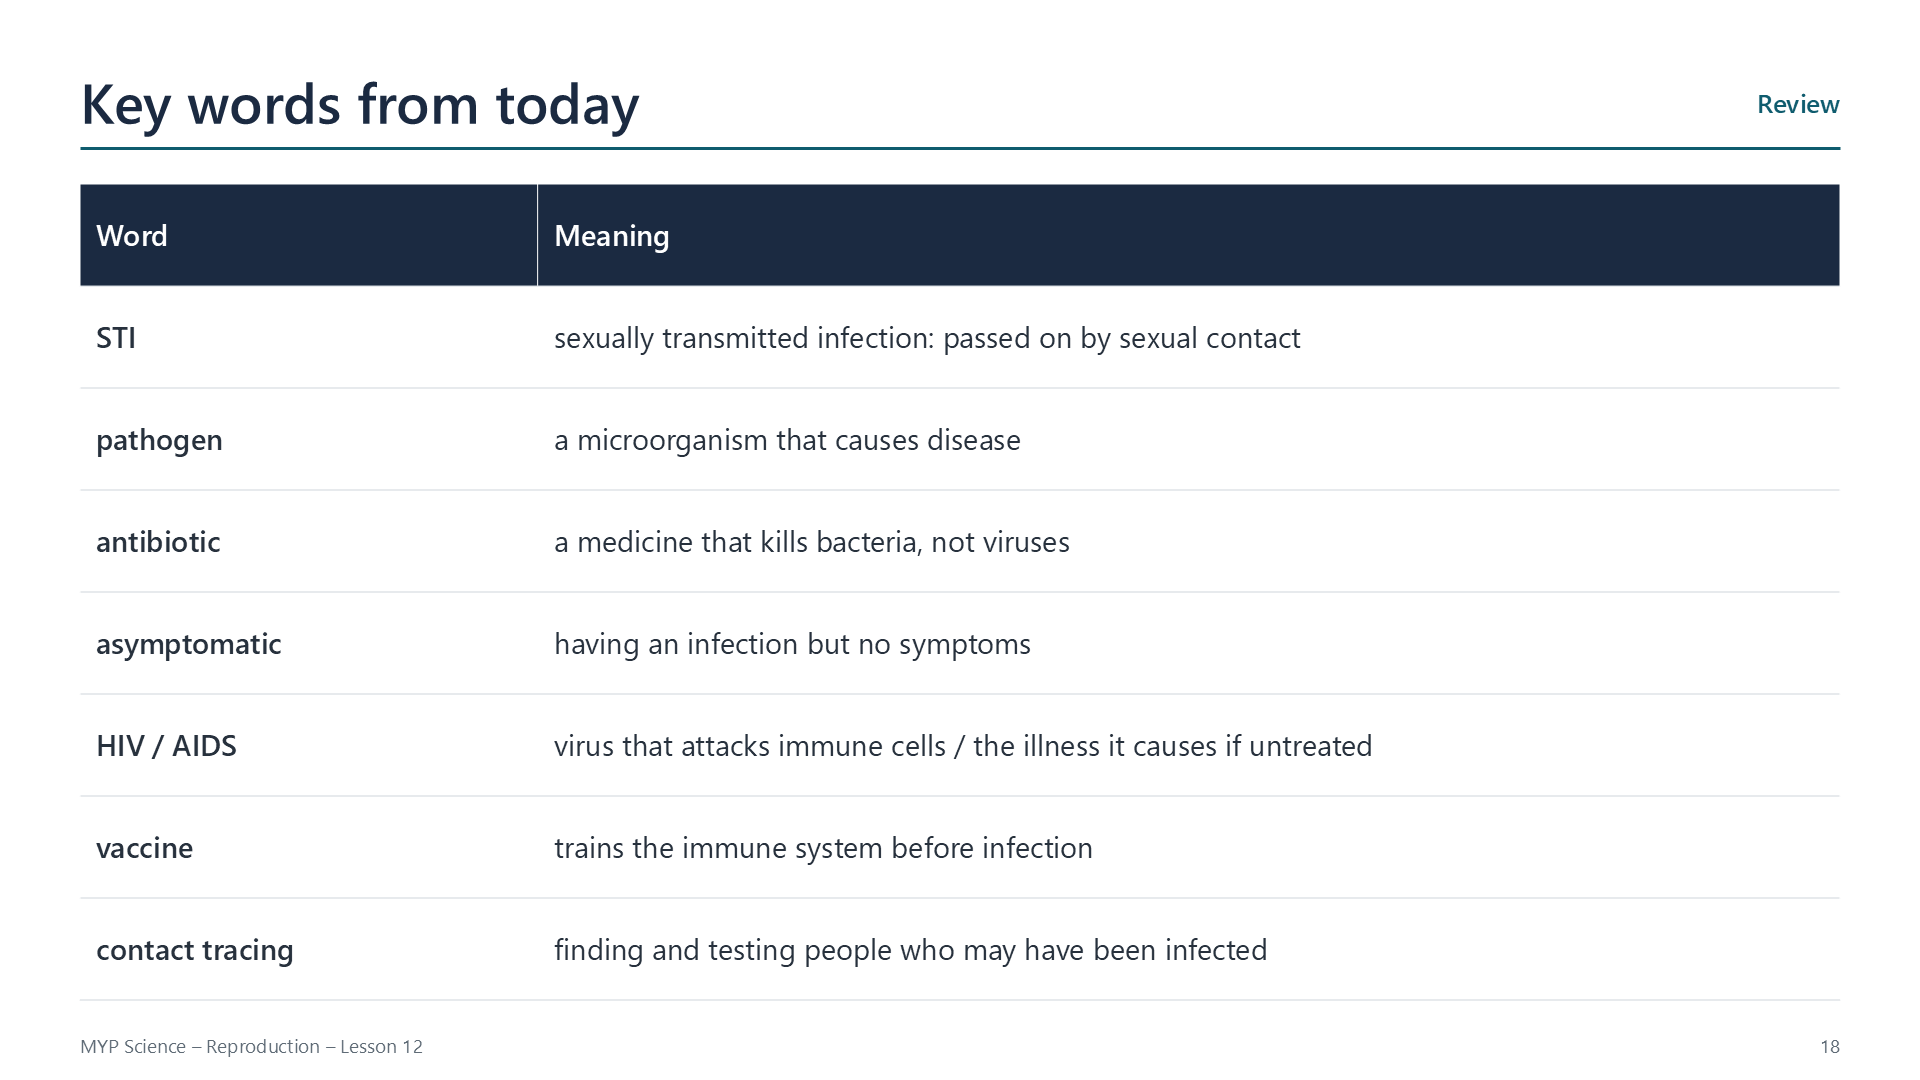 Key words from today
Review
Word Meaning
STI sexually transmitted infection: passed on by sexual contact
pathogen a microorganism that causes disease
antibiotic a medicine that kills bacteria, not viruses
asymptomatic having an infection but no symptoms
HIV / AIDS virus that attacks immune cells / the illness it causes if untreated
vaccine trains the immune system before infection
contact tracing finding and testing people who may have been infected
MYP Science – Reproduction – Lesson 12
18